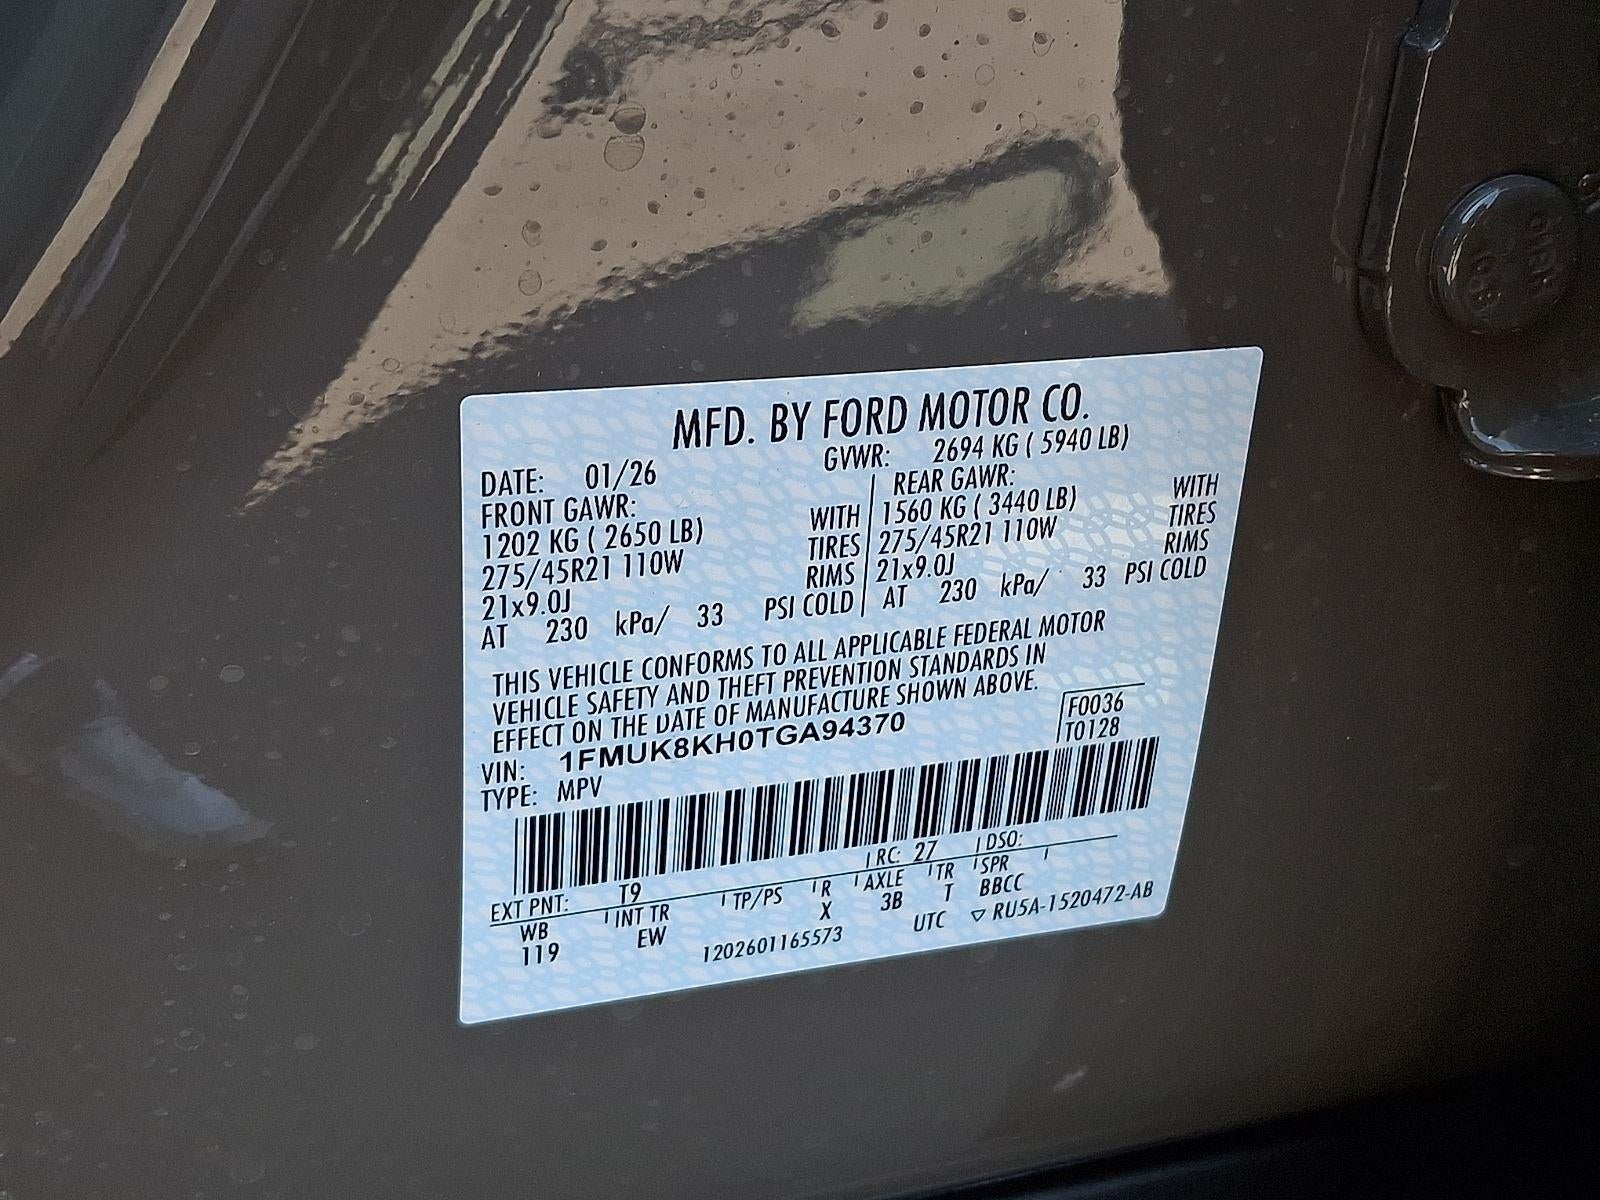 MFD. BY FORD MOTOR CO.
DATE: 01/26 GVWR: 2694 KG ( 5940 LB)
FRONT GAWR: WITH
1202 KG ( 2650 LB) TIRES
275/45R21 110W RIMS
21x9.0J
AT 230 kPa/ 33 PSI COLD
REAR GAWR: WITH
1560 KG ( 3440 LB) TIRES
275/45R21 110W RIMS
21x9.0J
AT 230 kPa/ 33 PSI COLD
THIS VEHICLE CONFORMS TO ALL APPLICABLE FEDERAL MOTOR
VEHICLE SAFETY AND THEFT PREVENTION STANDARDS IN
EFFECT ON THE DATE OF MANUFACTURE SHOWN ABOVE.
VIN: 1FMUK8KH0TGA94370
TYPE: MPV
F0036
T0128
EXT PNT: T9 RC: 27 DSO:
WB INT TR TP/PS R AXLE TR SPR
119 EW X 3B T BBCC
1202601165573 UTC ▽ RU5A-1520472-AB